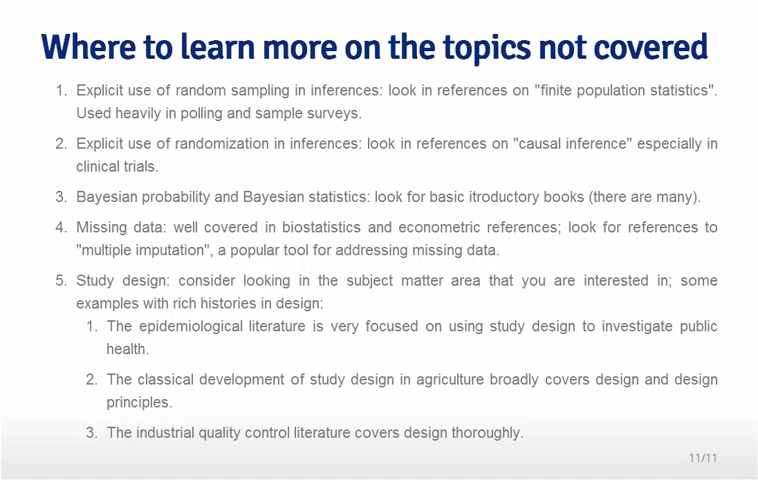 Where to learn more on the topics not covered
1. Explicit use of random sampling in inferences: look in references on "finite population statistics".
Used heavily in polling and sample surveys.
2. Explicit use of randomization in inferences: look in references on "causal inference" especially in
clinical trials.
3. Bayesian probability and Bayesian statistics: look for basic itroductory books (there are many).
4. Missing data: well covered in biostatistics and econometric references; look for references to
"multiple imputation", a popular tool for addressing missing data.
5. Study design: consider looking in the subject matter area that you are interested in; some
examples with rich histories in design:
1. The epidemiological literature is very focused on using study design to investigate public
health.
2. The classical development of study design in agriculture broadly covers design and design
principles.
3. The industrial quality control literature covers design thoroughly.
11/11